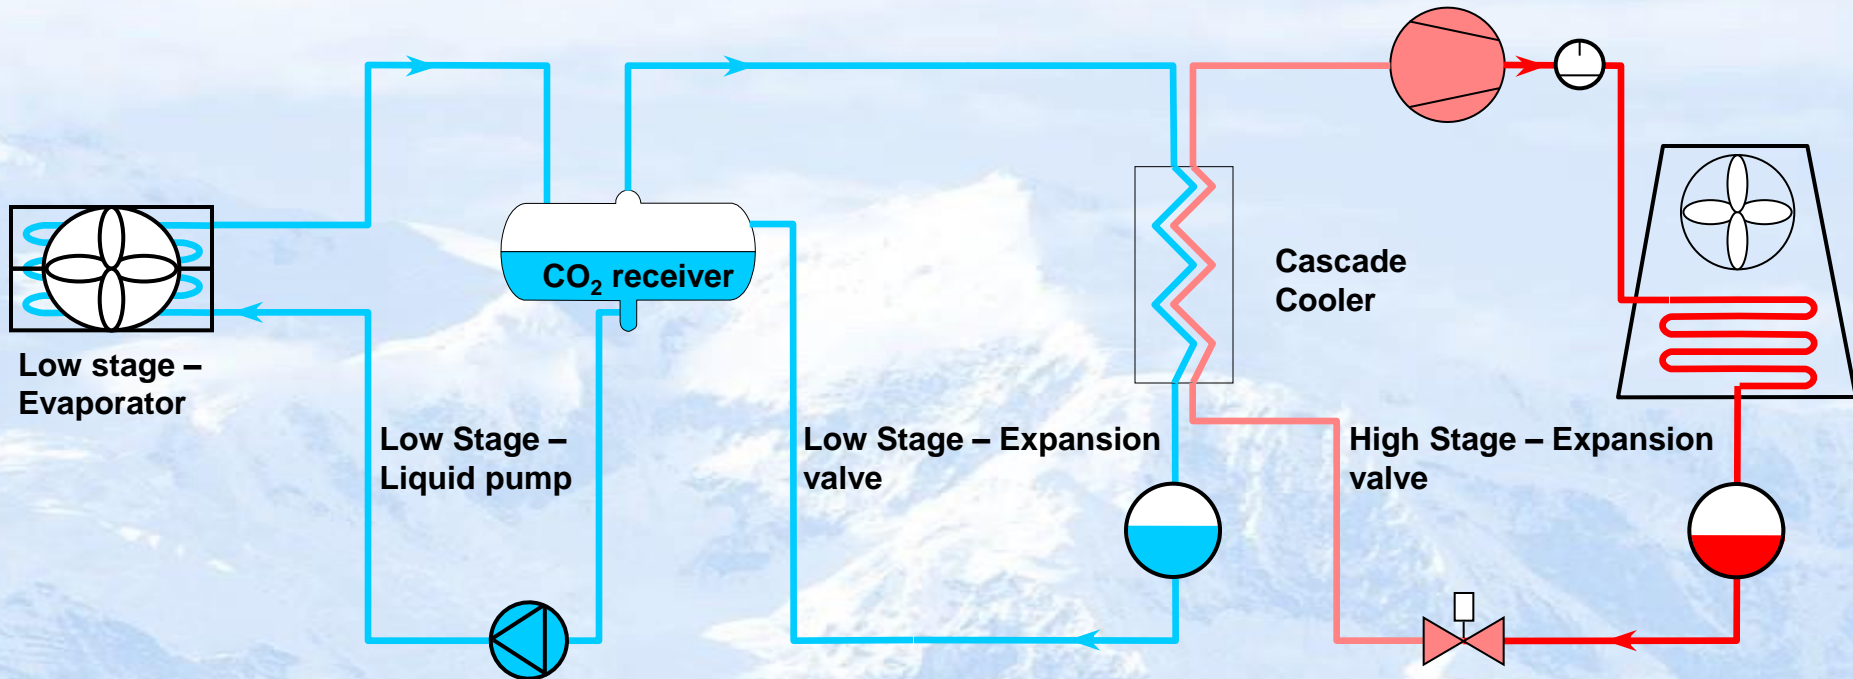 CO₂ receiver
Cascade
Cooler
Low stage –
Evaporator
Low Stage –
Liquid pump
Low Stage – Expansion
valve
High Stage – Expansion
valve